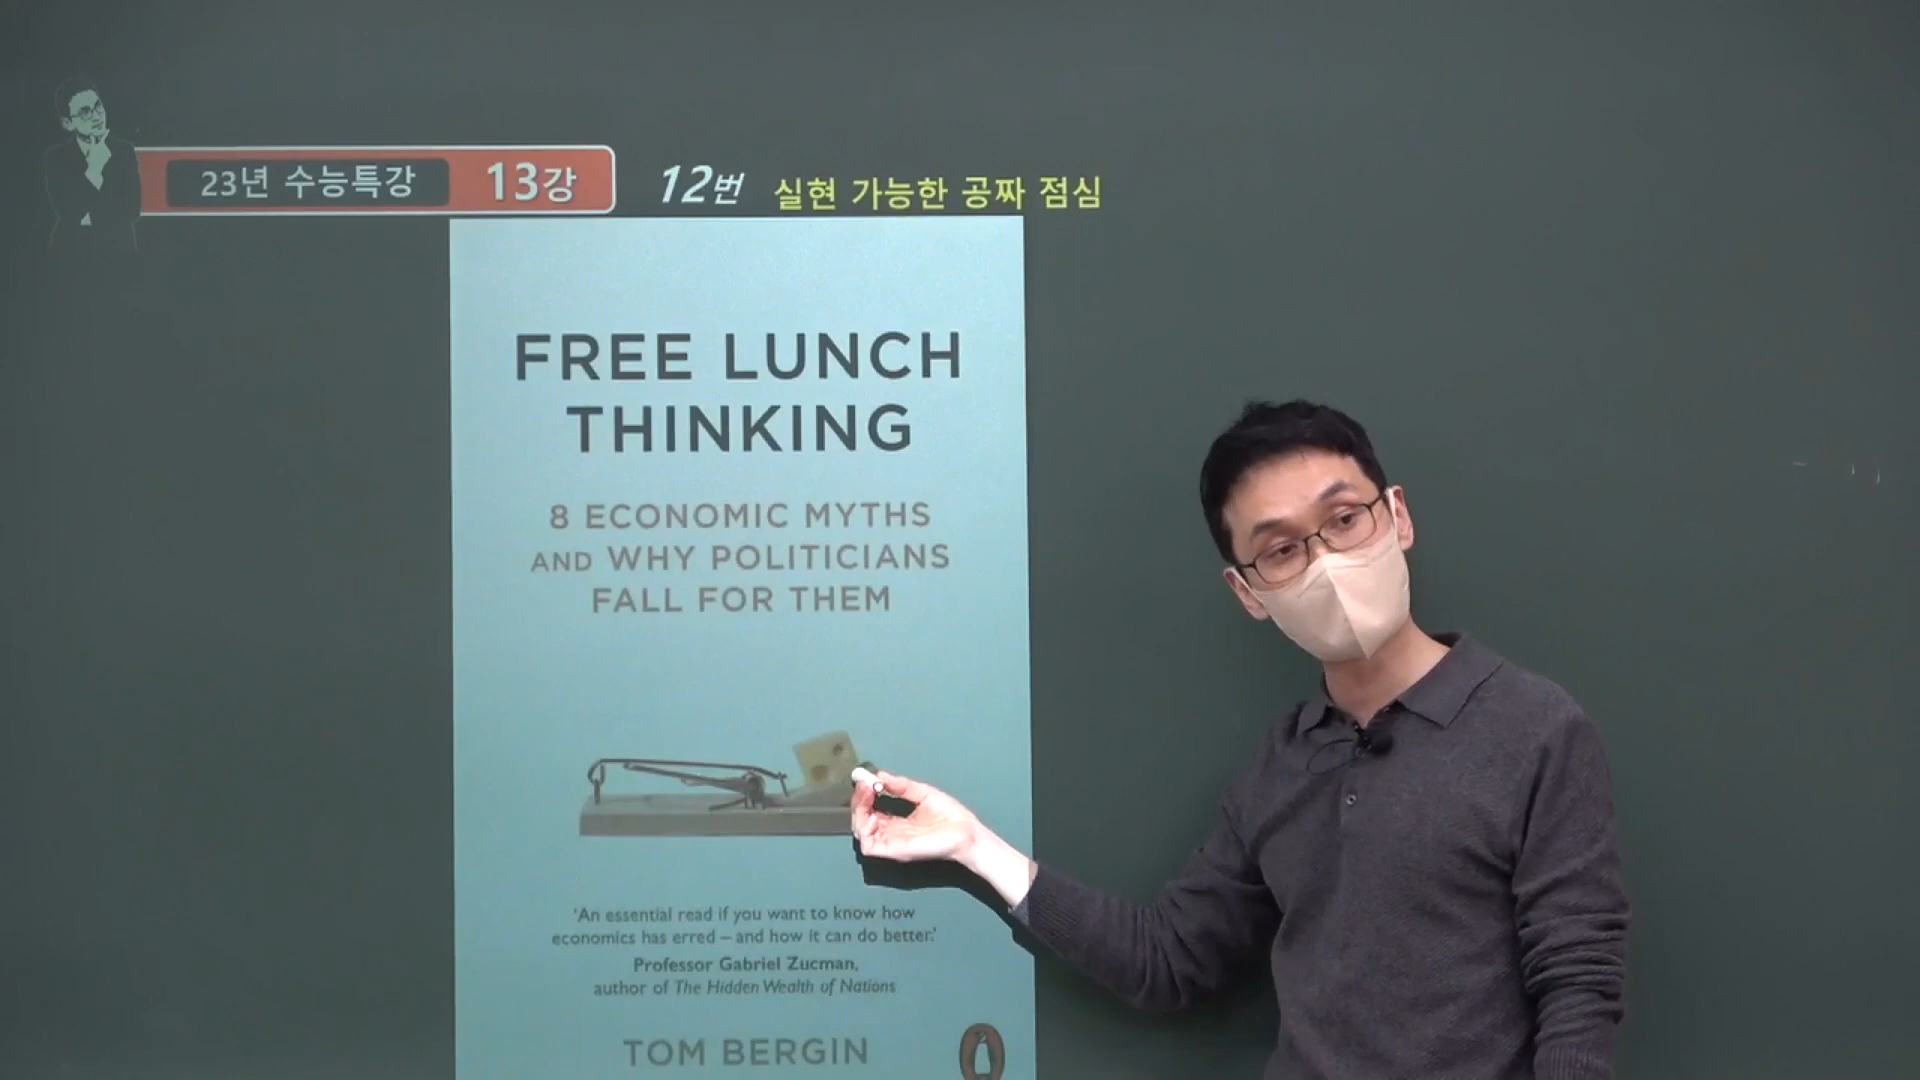 23년 수능특강 13강 12번 실현 가능한 공짜 점심
FREE LUNCH
THINKING
8 ECONOMIC MYTHS
AND WHY POLITICIANS
FALL FOR THEM
'An essential read if you want to know how
economics has erred – and how it can do better.'
Professor Gabriel Zucman,
author of The Hidden Wealth of Nations
TOM BERGIN